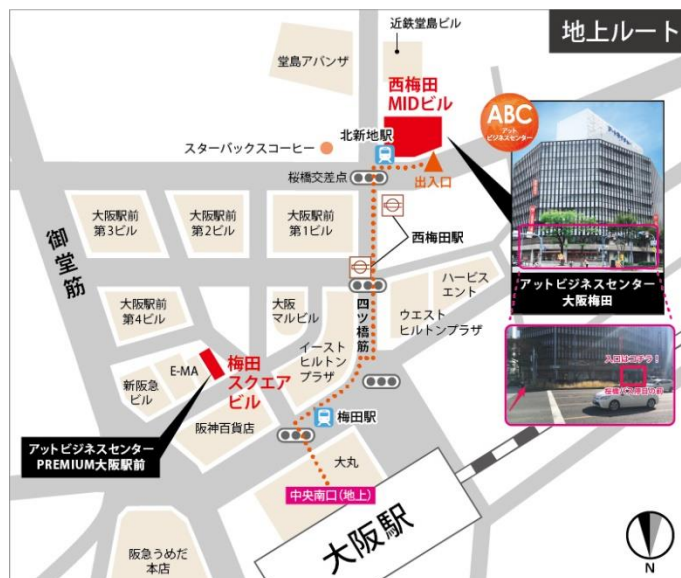 地上ルート
近鉄堂島ビル
堂島アバンザ
西梅田
MIDビル
ABC
アット
ビジネスセンター
北新地駅
スターバックスコーヒー
桜橋交差点
出入口
大阪駅前
第3ビル
大阪駅前
第2ビル
大阪駅前
第1ビル
西梅田駅
御堂筋
アットビジネスセンター
大阪梅田
ハービス
エント
大阪駅前
第4ビル
大阪
マルビル
四ツ橋筋
ウエスト
ヒルトンプラザ
イースト
ヒルトン
プラザ
入口はコチラ！
E-MA
新阪急
ビル
梅田
スクエア
ビル
阪神百貨店
梅田駅
アットビジネスセンター
PREMIUM大阪駅前
大丸
中央南口(地上)
大阪駅
阪急うめだ
本店
N